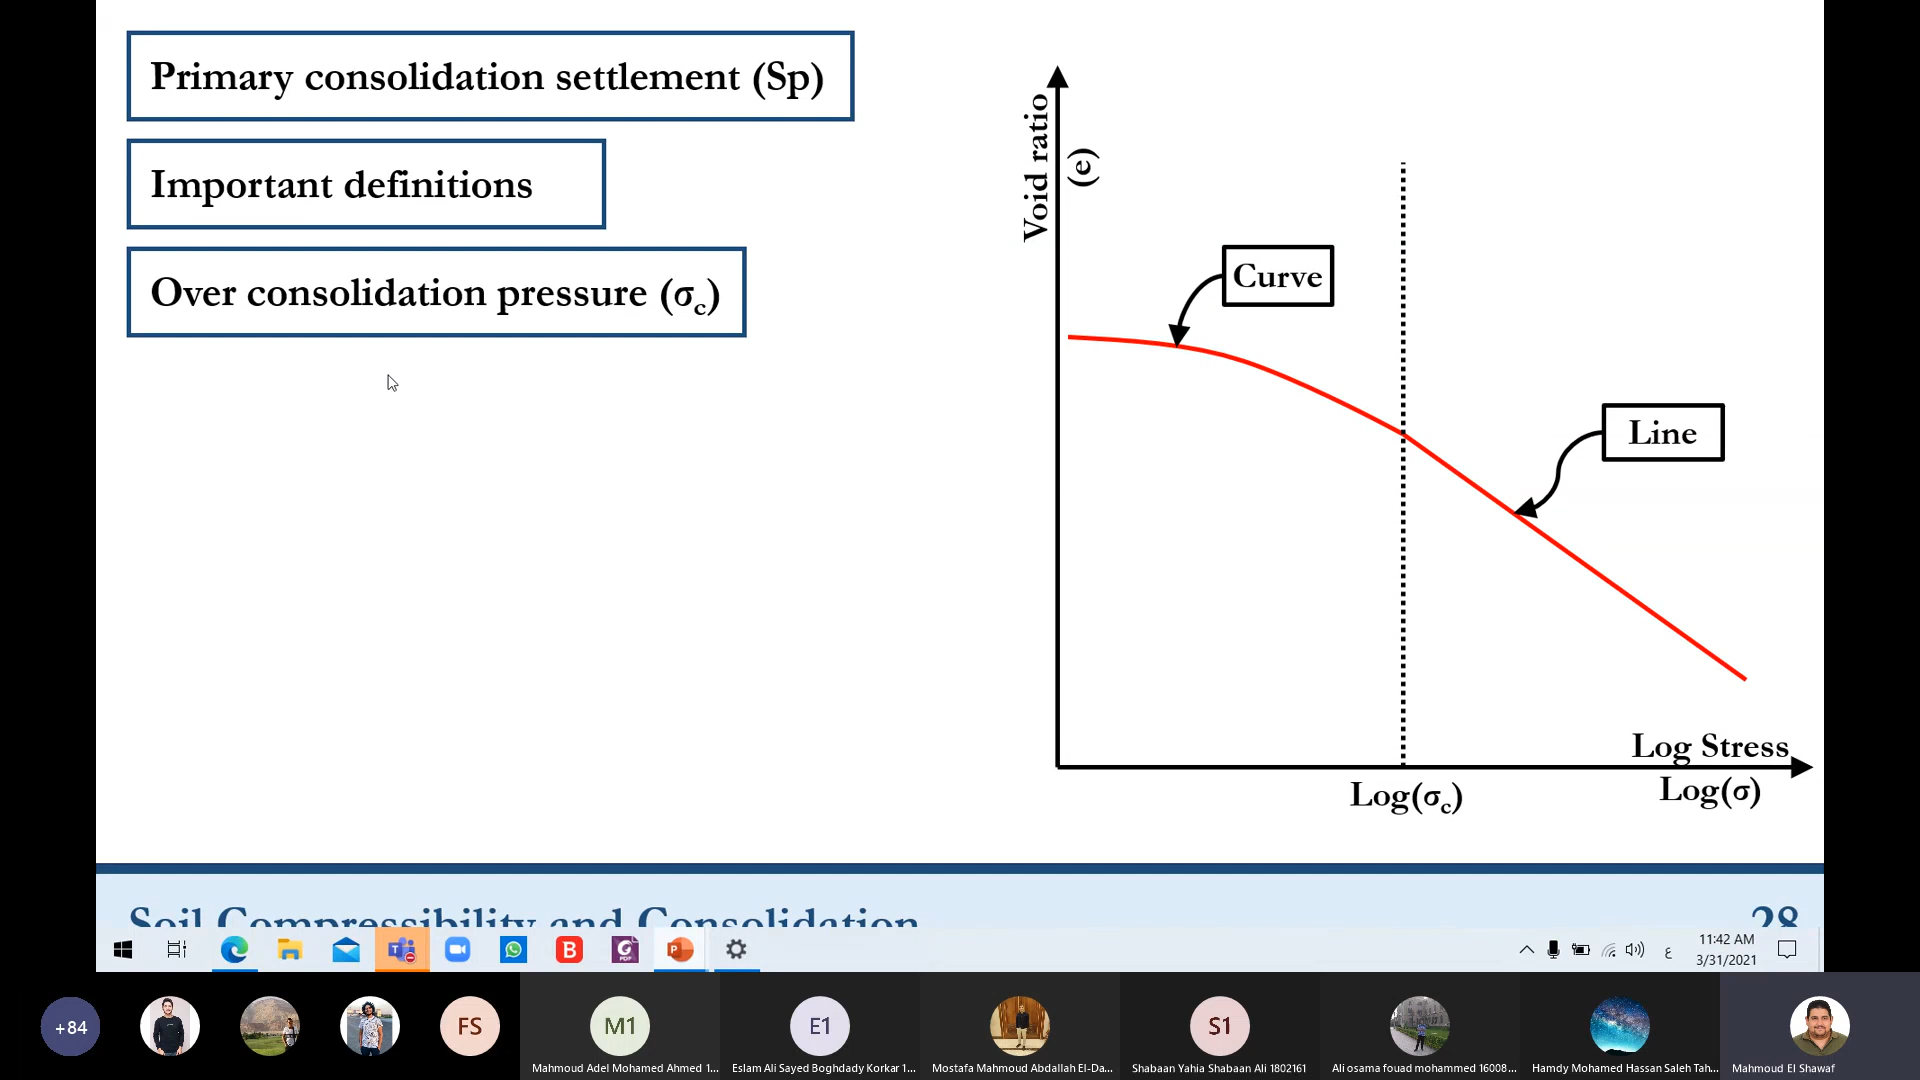 Primary consolidation settlement (Sp)
Important definitions
Over consolidation pressure (σc)
Void ratio
(e)
Curve
Line
Log Stress
Log(σc)
Log(σ)
Soil Compressibility and Consolidation
28
11:42 AM
3/31/2021
ع
+84
FS
M1
E1
S1
Mahmoud Adel Mohamed Ahmed 1...
Eslam Ali Sayed Boghdady Korkar 1...
Mostafa Mahmoud Abdallah El-Da...
Shabaan Yahia Shabaan Ali 1802161
Ali osama fouad mohammed 16008...
Hamdy Mohamed Hassan Saleh Tah...
Mahmoud El Shawaf